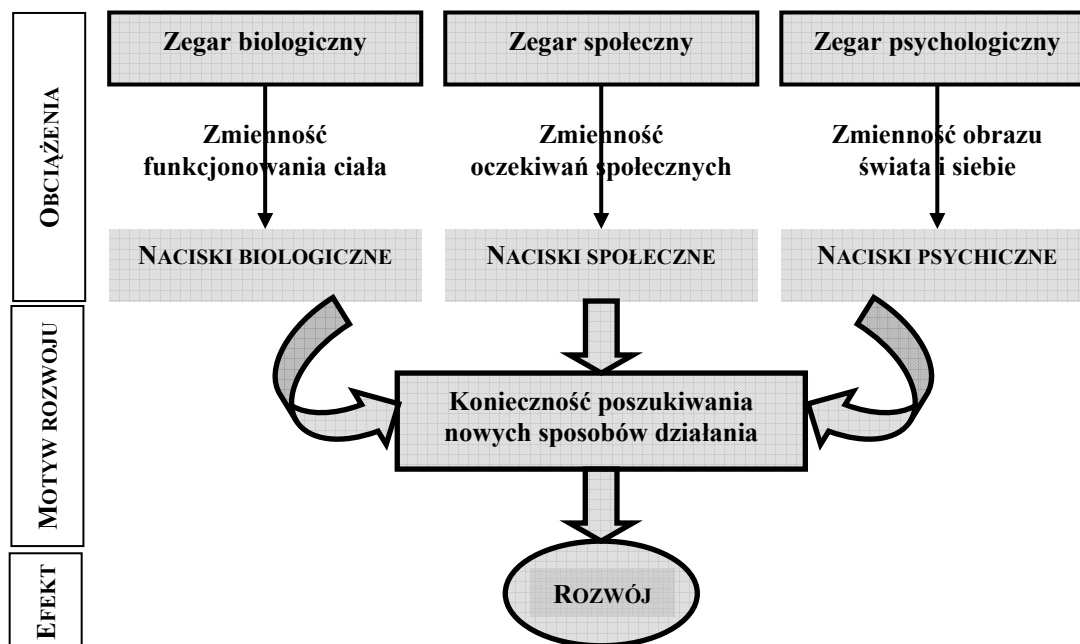 OBCIĄŻENIA
Zegar biologiczny
Zegar społeczny
Zegar psychologiczny
Zmienność
funkcjonowania ciała
Zmienność
oczekiwań społecznych
Zmienność obrazu
świata i siebie
NACISKI BIOLOGICZNE
NACISKI SPOŁECZNE
NACISKI PSYCHICZNE
MOTYW ROZWOJU
Konieczność poszukiwania
nowych sposobów działania
EFEKT
ROZWÓJ